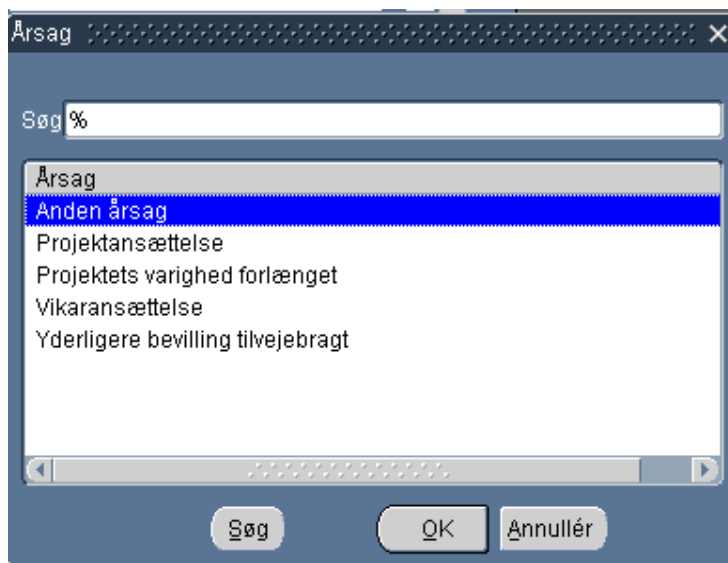 Årsag
Søg %
Årsag
Anden årsag
Projektansættelse
Projektets varighed forlænget
Vikaransættelse
Yderligere bevilling tilvejebragt
Søg OK Annullér